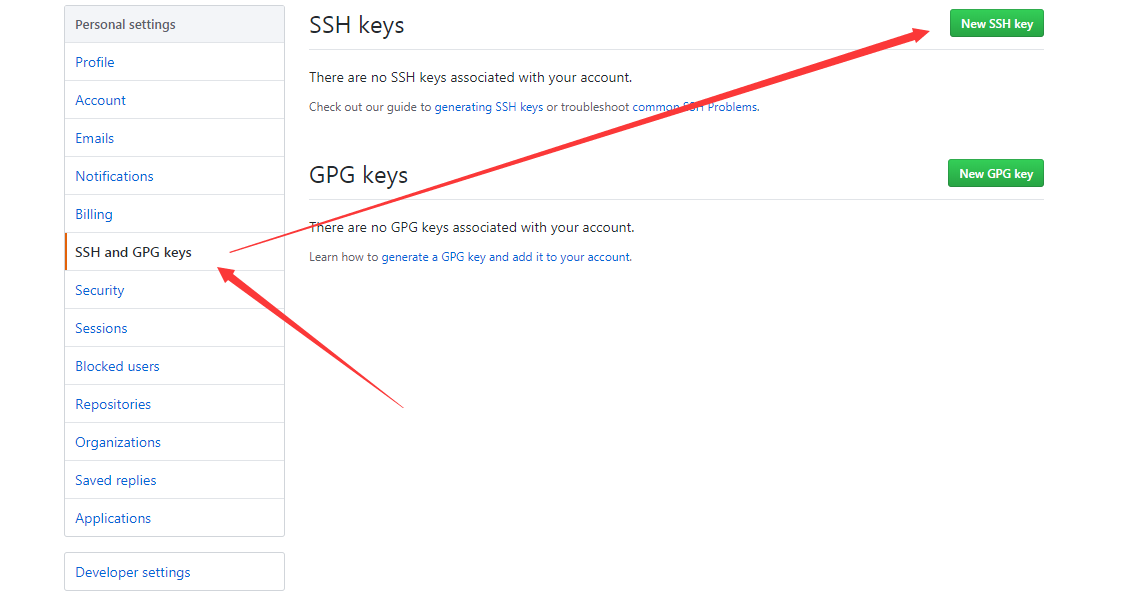 Personal settings
Profile
Account
Emails
Notifications
Billing
SSH and GPG keys
Security
Sessions
Blocked users
Repositories
Organizations
Saved replies
Applications
Developer settings
SSH keys
New SSH key
There are no SSH keys associated with your account.
Check out our guide to generating SSH keys or troubleshoot common SSH Problems.
GPG keys
New GPG key
There are no GPG keys associated with your account.
Learn how to generate a GPG key and add it to your account.